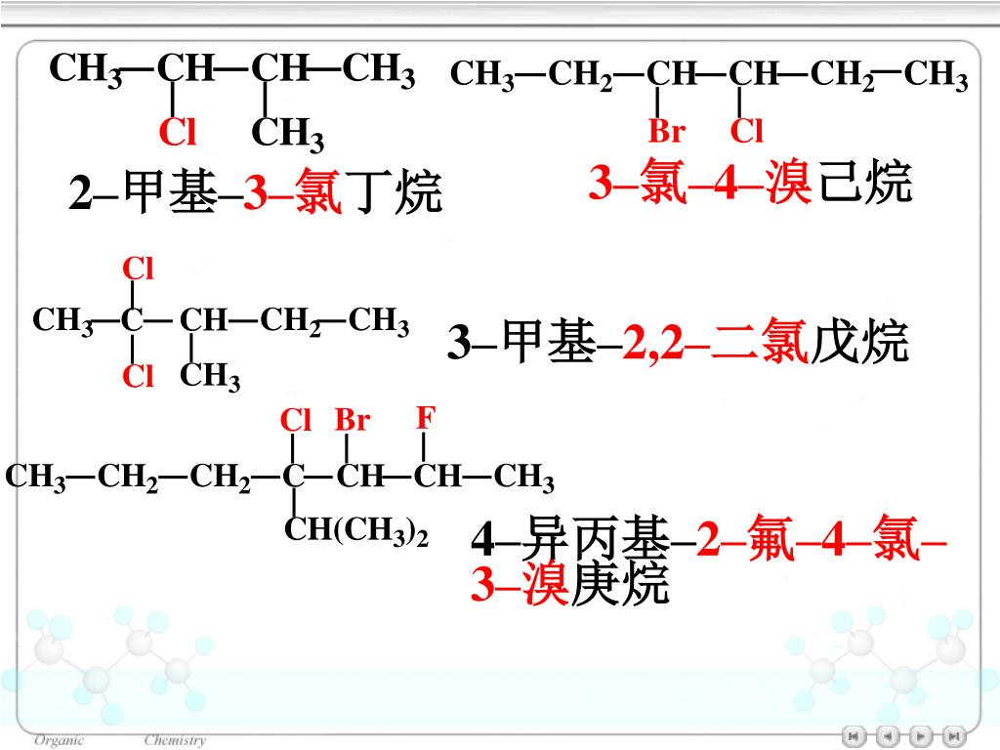 CH3—CH—CH—CH3
Cl CH3
2–甲基–3–氯丁烷
CH3—CH2—CH—CH—CH2—CH3
Br Cl
3–氯–4–溴己烷
Cl
CH3—C—CH—CH2—CH3
Cl CH3
3–甲基–2,2–二氯戊烷
Cl Br F
CH3—CH2—CH2—C—CH—CH—CH3
CH(CH3)2
4–异丙基–2–氟–4–氯–
3–溴庚烷
Organic Chemistry